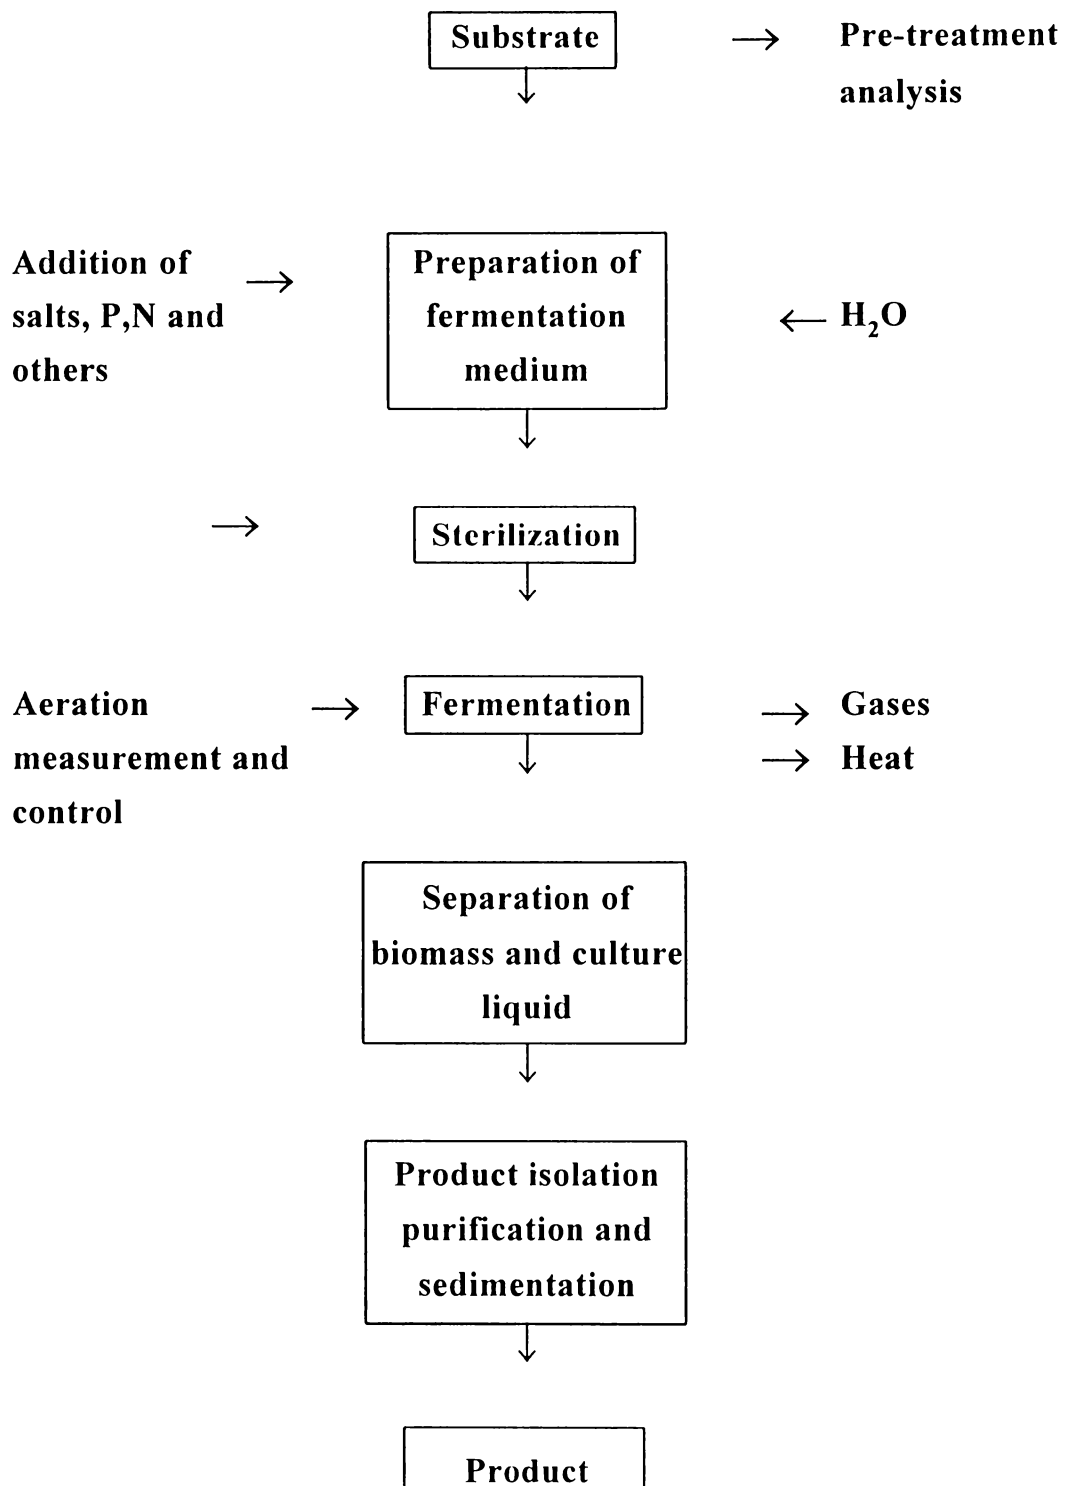 Substrate
Pre-treatment
analysis
Addition of
salts, P,N and
others
Preparation of
fermentation
medium
H₂O
Sterilization
Aeration
measurement and
control
Fermentation
Gases
Heat
Separation of
biomass and culture
liquid
Product isolation
purification and
sedimentation
Product